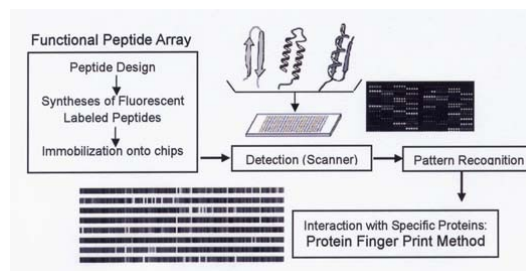 Functional Peptide Array
Peptide Design
Syntheses of Fluorescent
Labeled Peptides
Immobilization onto chips
Detection (Scanner)
Pattern Recognition
Interaction with Specific Proteins:
Protein Finger Print Method